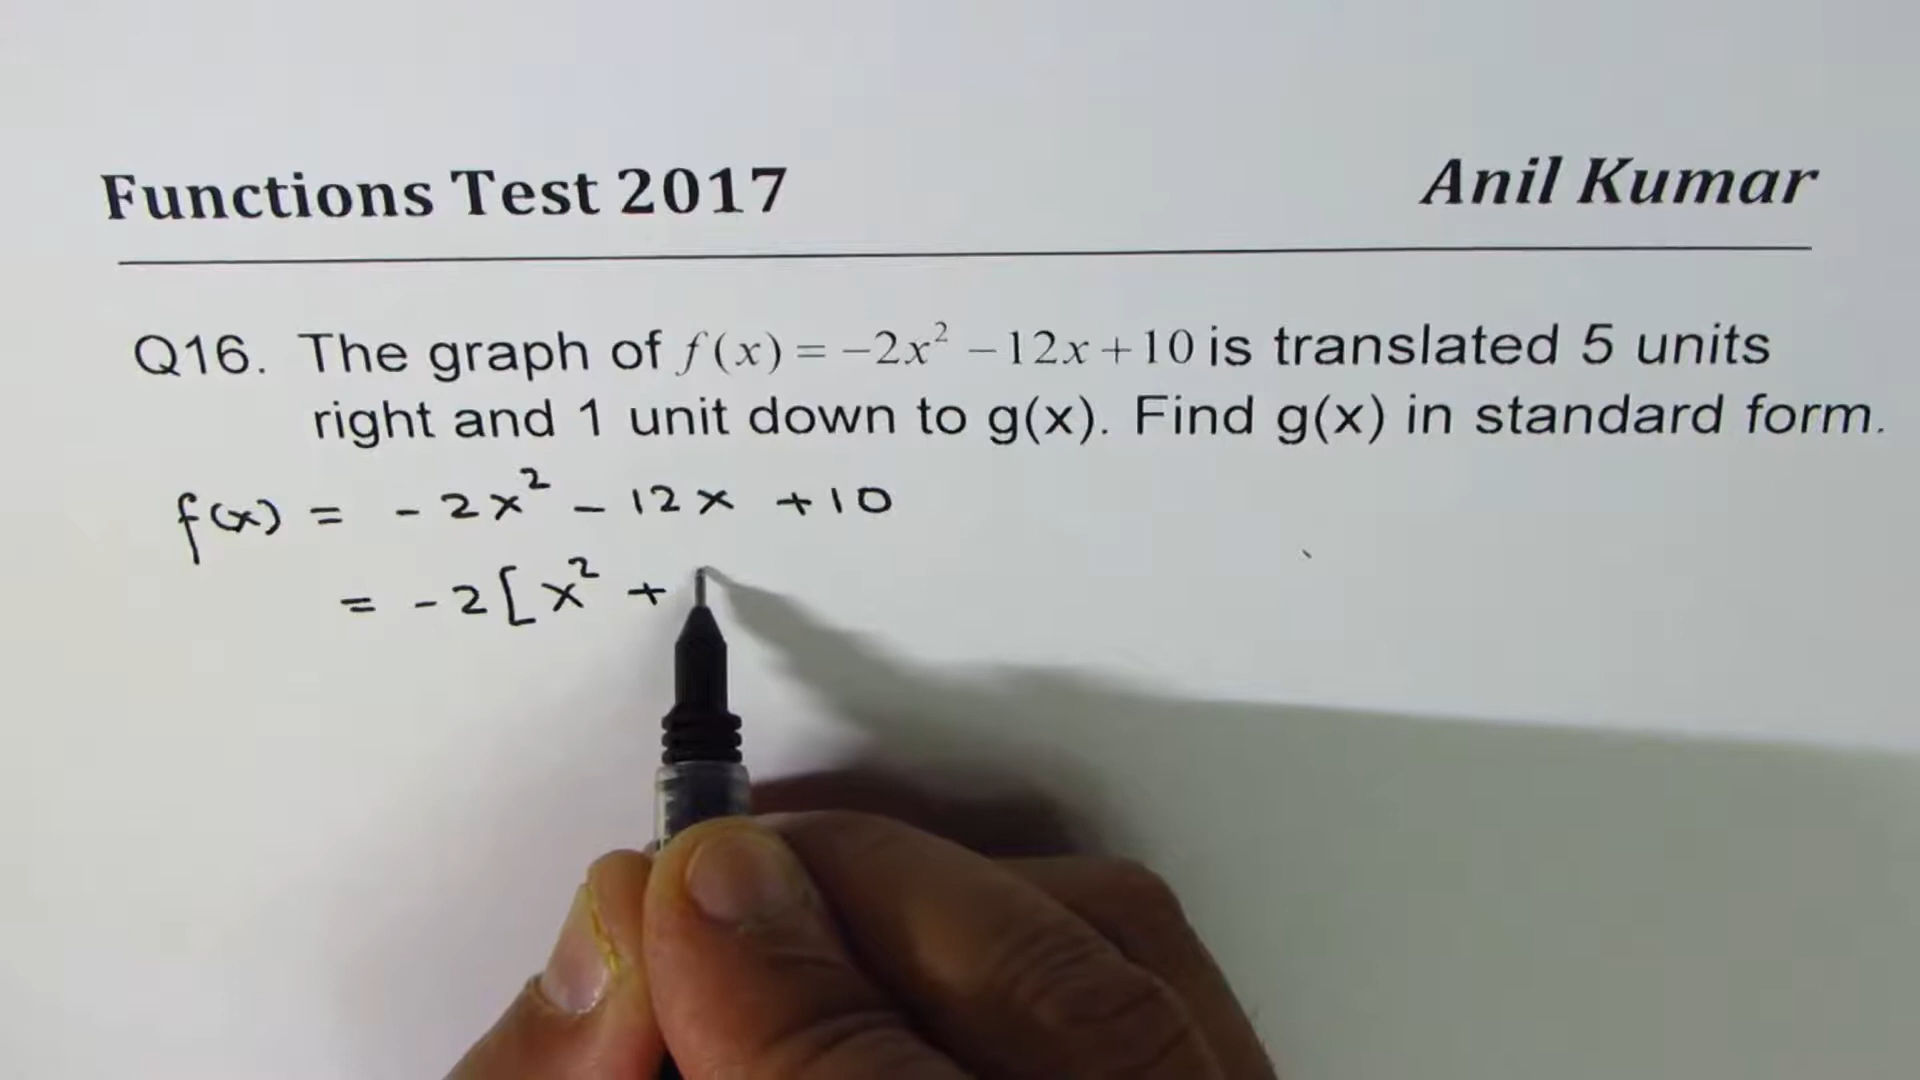 Functions Test 2017 Anil Kumar
Q16. The graph of f(x) = −2x² − 12x + 10 is translated 5 units
right and 1 unit down to g(x). Find g(x) in standard form.
f(x) = - 2x² - 12x + 10
= - 2[x² +